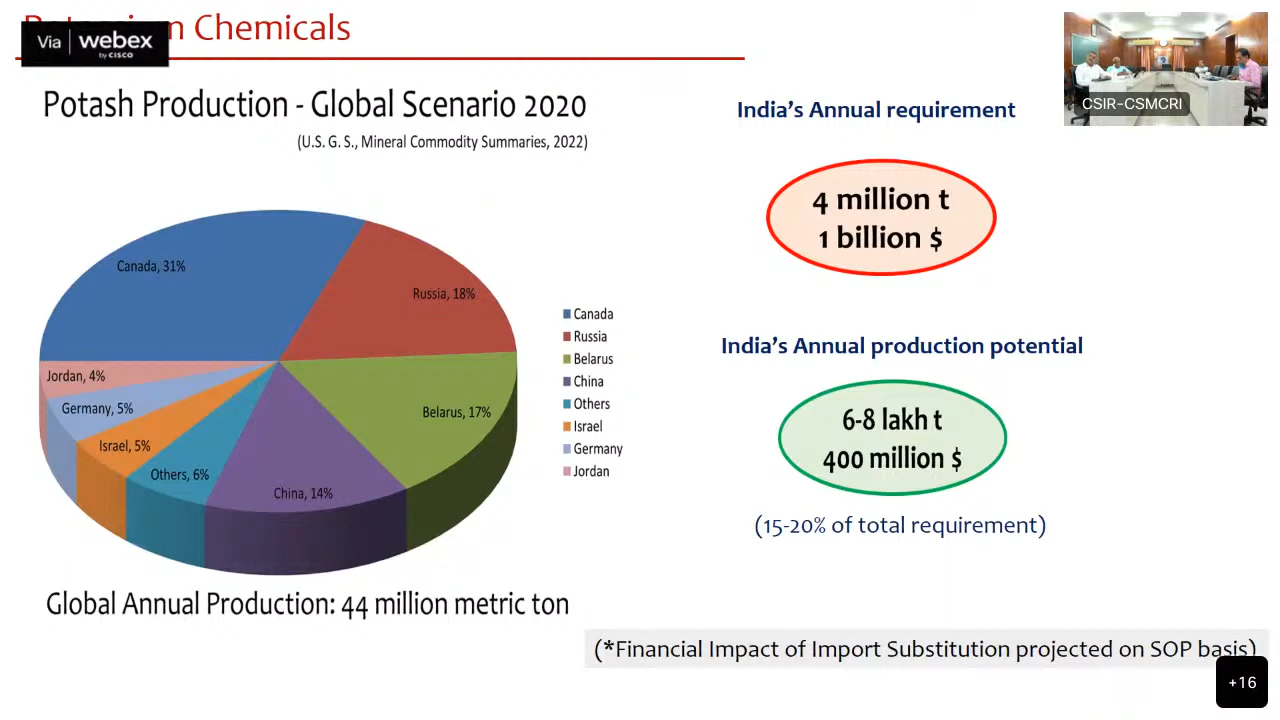 Chemicals
Via webex
by CISCO
CSIR-CSMCRI
Potash Production - Global Scenario 2020
(U.S. G. S., Mineral Commodity Summaries, 2022)
Canada, 31%
Russia, 18%
Belarus, 17%
China, 14%
Others, 6%
Israel, 5%
Germany, 5%
Jordan, 4%
Canada
Russia
Belarus
China
Others
Israel
Germany
Jordan
Global Annual Production: 44 million metric ton
India’s Annual requirement
4 million t
1 billion $
India’s Annual production potential
6-8 lakh t
400 million $
(15-20% of total requirement)
(*Financial Impact of Import Substitution projected on SOP basis)
+16